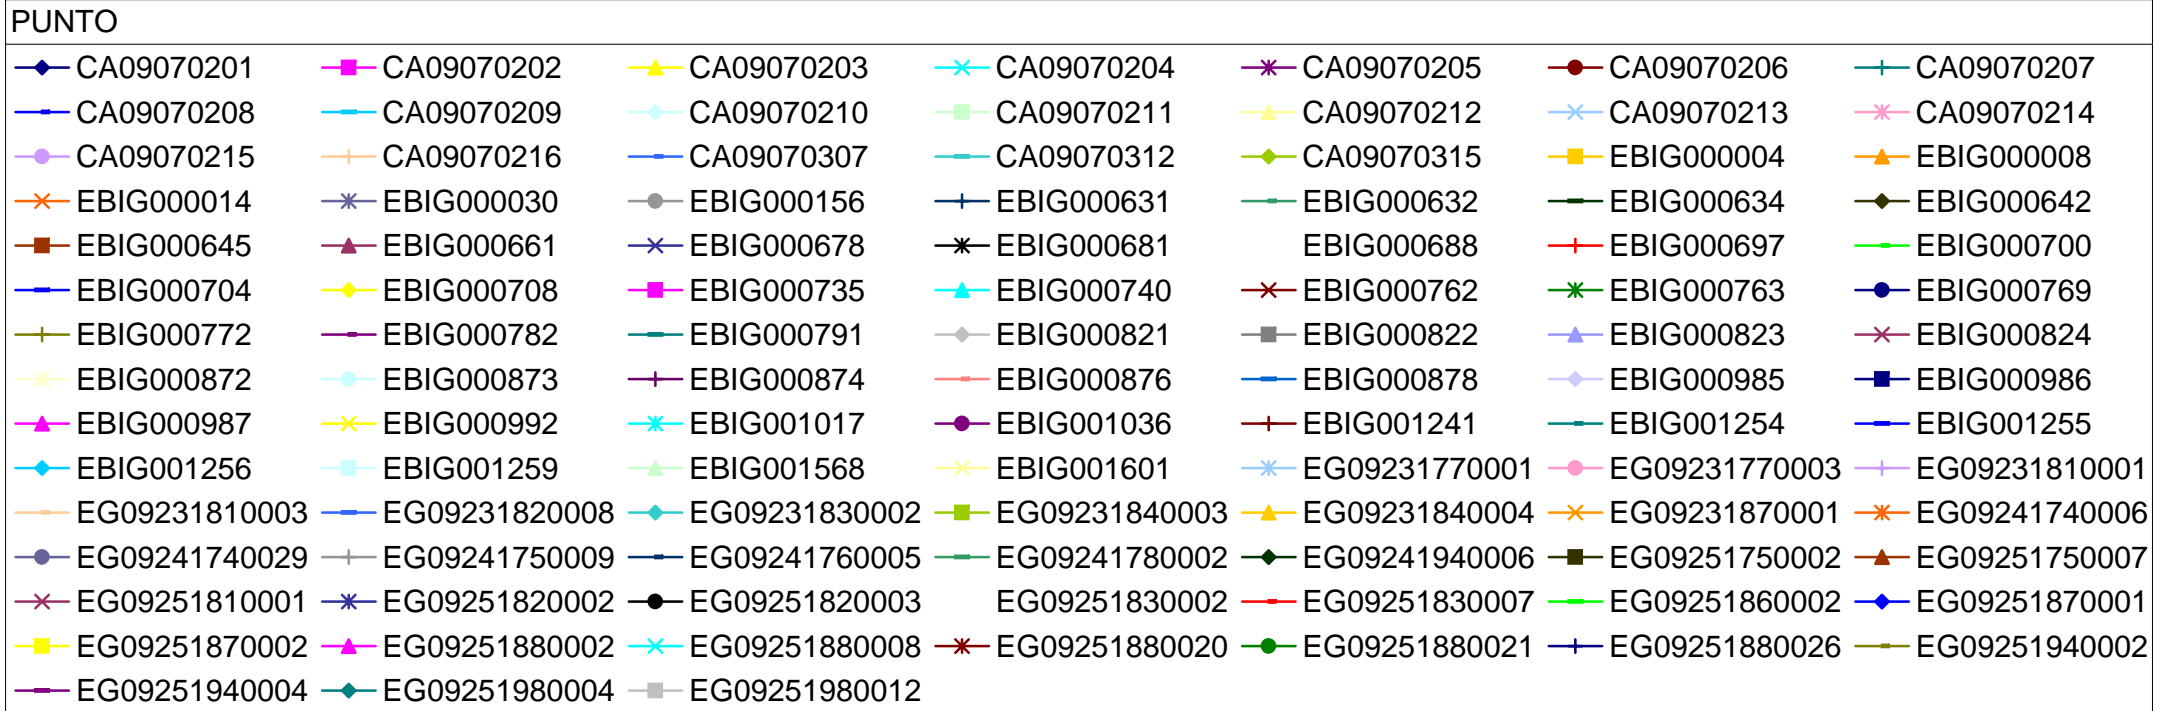 PUNTO
CA09070201 CA09070202 CA09070203 CA09070204 CA09070205 CA09070206 CA09070207
CA09070208 CA09070209 CA09070210 CA09070211 CA09070212 CA09070213 CA09070214
CA09070215 CA09070216 CA09070307 CA09070312 CA09070315 EBIG000004 EBIG000008
EBIG000014 EBIG000030 EBIG000156 EBIG000631 EBIG000632 EBIG000634 EBIG000642
EBIG000645 EBIG000661 EBIG000678 EBIG000681 EBIG000688 EBIG000697 EBIG000700
EBIG000704 EBIG000708 EBIG000735 EBIG000740 EBIG000762 EBIG000763 EBIG000769
EBIG000772 EBIG000782 EBIG000791 EBIG000821 EBIG000822 EBIG000823 EBIG000824
EBIG000872 EBIG000873 EBIG000874 EBIG000876 EBIG000878 EBIG000985 EBIG000986
EBIG000987 EBIG000992 EBIG001017 EBIG001036 EBIG001241 EBIG001254 EBIG001255
EBIG001256 EBIG001259 EBIG001568 EBIG001601 EG09231770001 EG09231770003 EG09231810001
EG09231810003 EG09231820008 EG09231830002 EG09231840003 EG09231840004 EG09231870001 EG09241740006
EG09241740029 EG09241750009 EG09241760005 EG09241780002 EG09241940006 EG09251750002 EG09251750007
EG09251810001 EG09251820002 EG09251820003 EG09251830002 EG09251830007 EG09251860002 EG09251870001
EG09251870002 EG09251880002 EG09251880008 EG09251880020 EG09251880021 EG09251880026 EG09251940002
EG09251940004 EG09251980004 EG09251980012